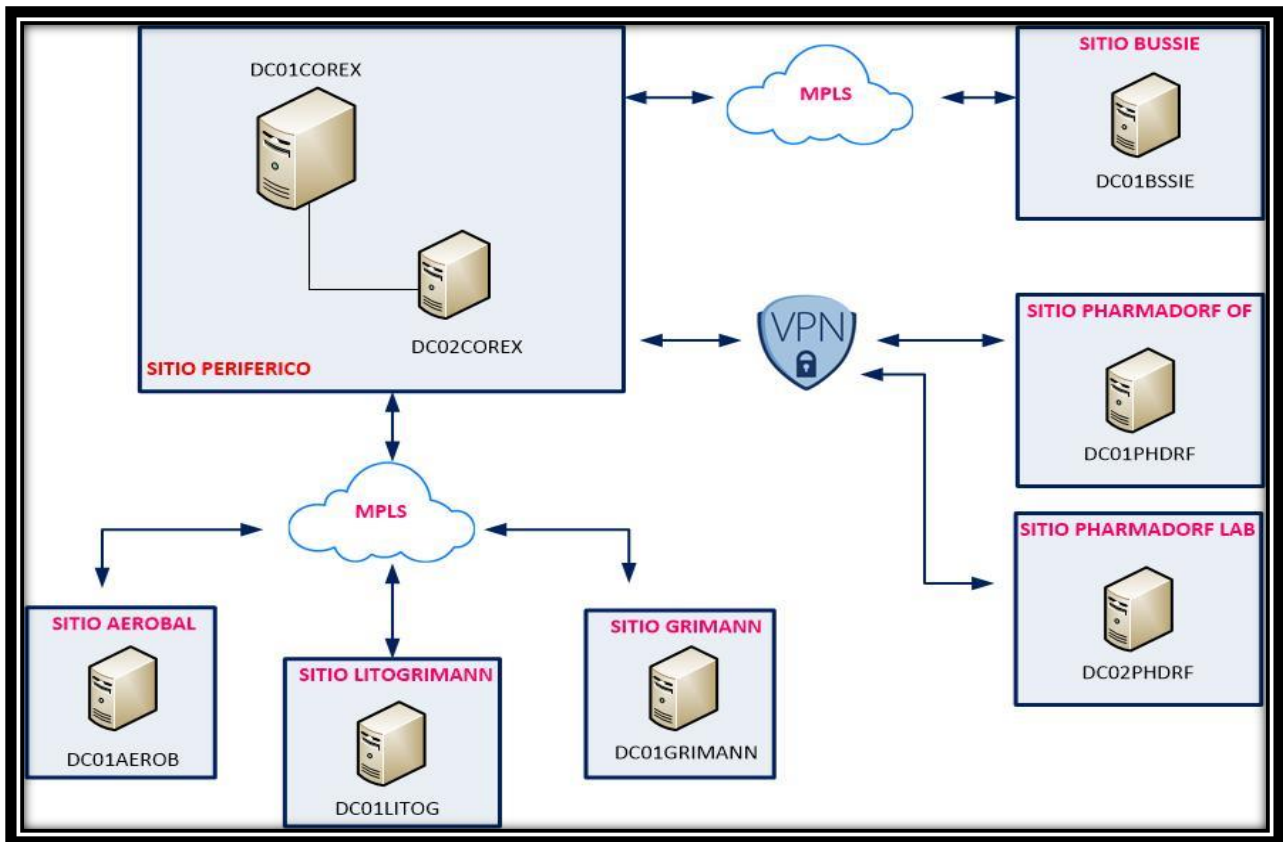 DC01COREX
DC02COREX
SITIO PERIFERICO
MPLS
SITIO BUSSIE
DC01BSSIE
VPN
SITIO PHARMADORF OF
DC01PHDRF
SITIO PHARMADORF LAB
DC02PHDRF
MPLS
SITIO AEROBAL
DC01AEROB
SITIO LITOGRIMANN
DC01LITOG
SITIO GRIMANN
DC01GRIMANN